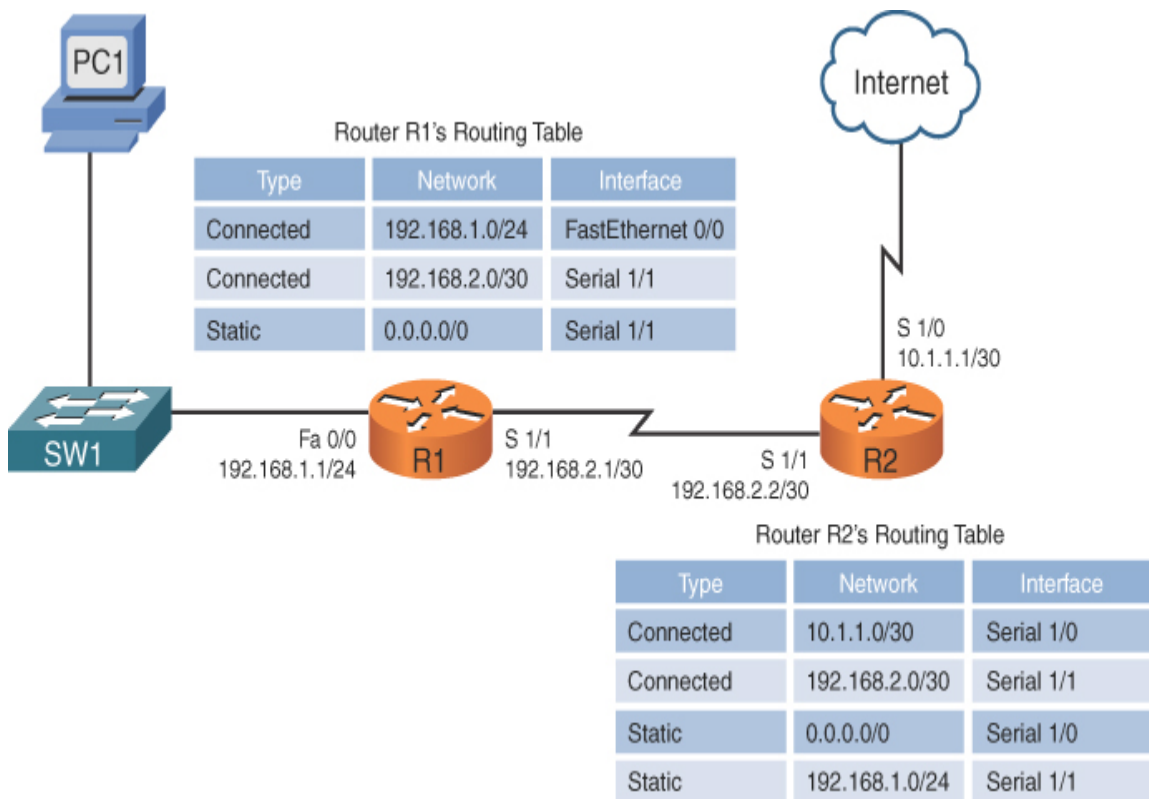 PC1
Internet
Router R1's Routing Table
Type Network Interface
Connected 192.168.1.0/24 FastEthernet 0/0
Connected 192.168.2.0/30 Serial 1/1
Static 0.0.0.0/0 Serial 1/1
S 1/0
10.1.1.1/30
SW1
Fa 0/0
192.168.1.1/24
R1
S 1/1
192.168.2.1/30
S 1/1
192.168.2.2/30
R2
Router R2's Routing Table
Type Network Interface
Connected 10.1.1.0/30 Serial 1/0
Connected 192.168.2.0/30 Serial 1/1
Static 0.0.0.0/0 Serial 1/0
Static 192.168.1.0/24 Serial 1/1